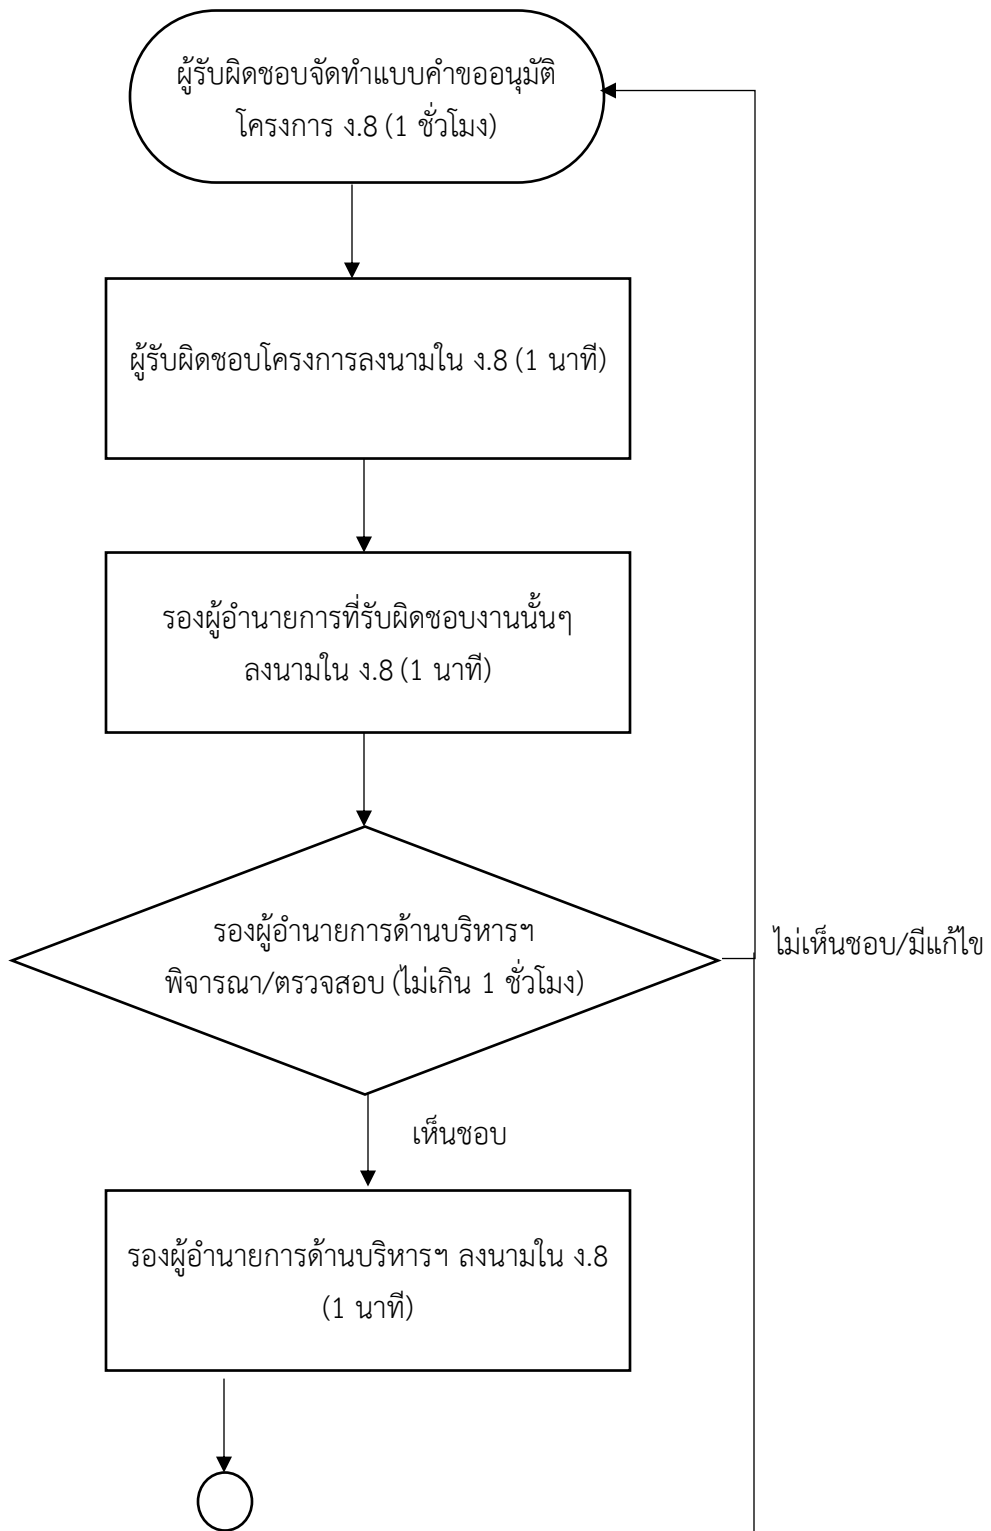 ผู้รับผิดชอบจัดทำแบบคำขออนุมัติ
โครงการ ง.8 (1 ชั่วโมง)
ผู้รับผิดชอบโครงการลงนามใน ง.8 (1 นาที)
รองผู้อำนายการที่รับผิดชอบงานนั้นๆ
ลงนามใน ง.8 (1 นาที)
รองผู้อำนายการด้านบริหารฯ
พิจารณา/ตรวจสอบ (ไม่เกิน 1 ชั่วโมง)
ไม่เห็นชอบ/มีแก้ไข
เห็นชอบ
รองผู้อำนายการด้านบริหารฯ ลงนามใน ง.8
(1 นาที)